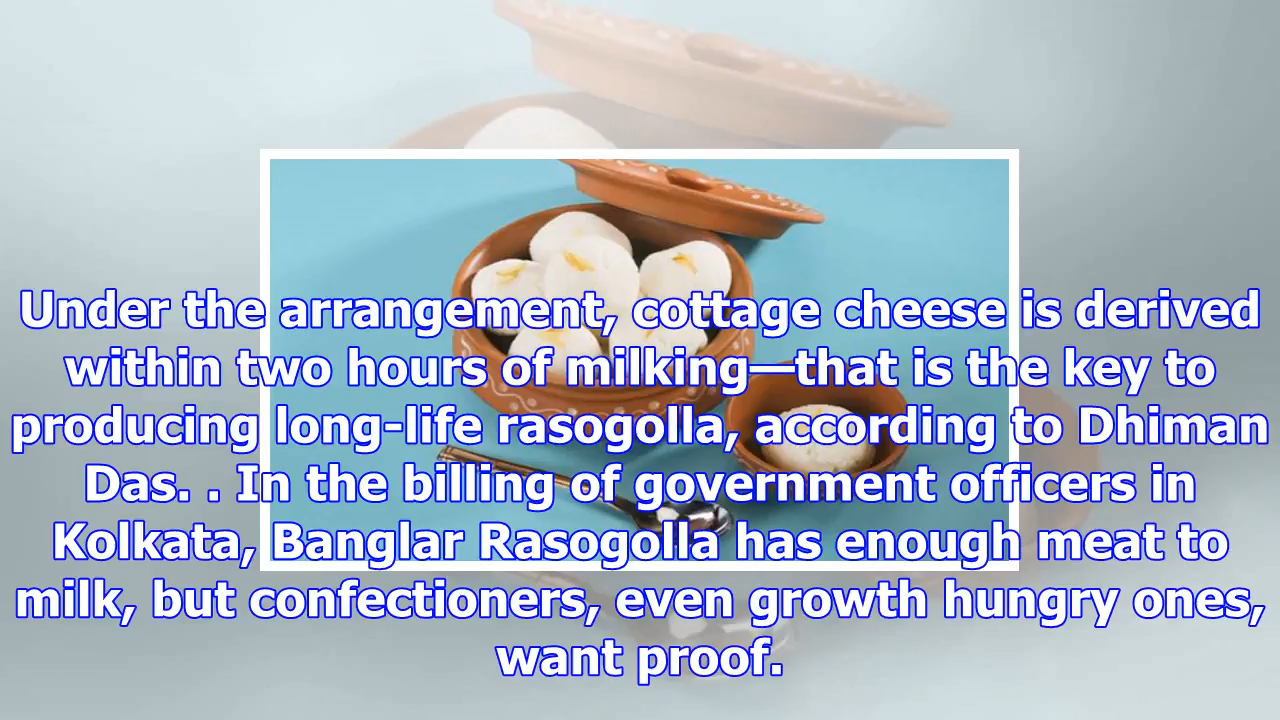 Under the arrangement, cottage cheese is derived
within two hours of milking—that is the key to
producing long-life rasogolla, according to Dhiman
Das. . In the billing of government officers in
Kolkata, Banglar Rasogolla has enough meat to
milk, but confectioners, even growth hungry ones,
want proof.